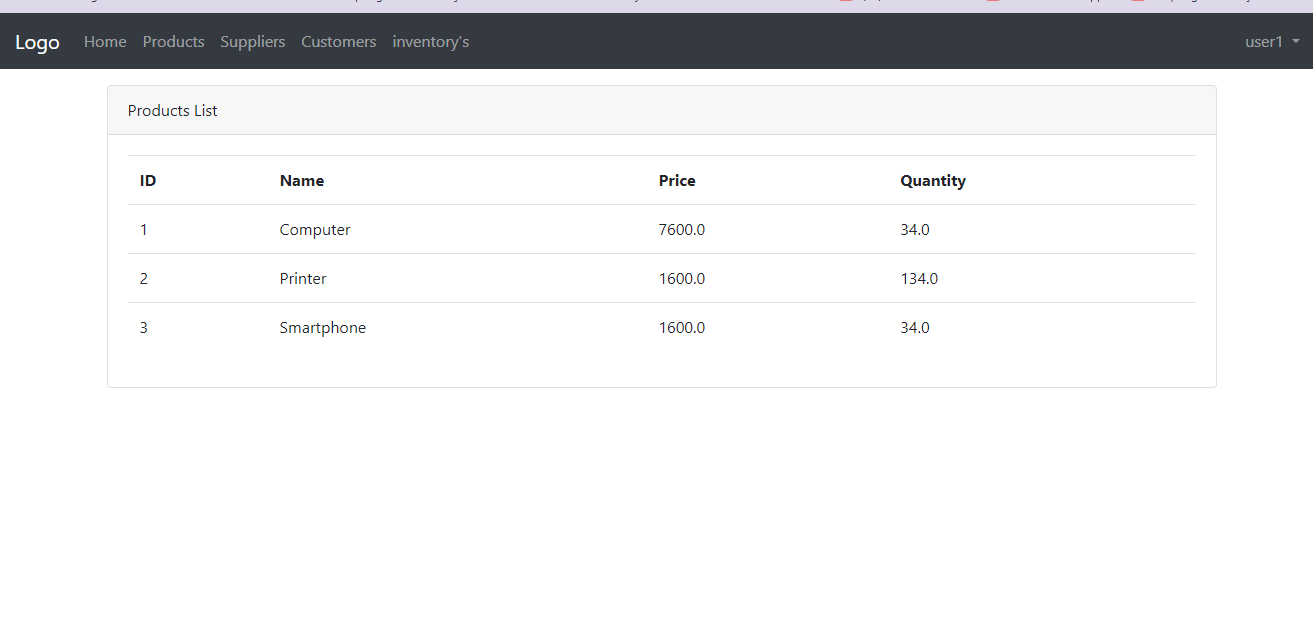 Logo Home Products Suppliers Customers inventory's user1
Products List
ID Name Price Quantity
1 Computer 7600.0 34.0
2 Printer 1600.0 134.0
3 Smartphone 1600.0 34.0